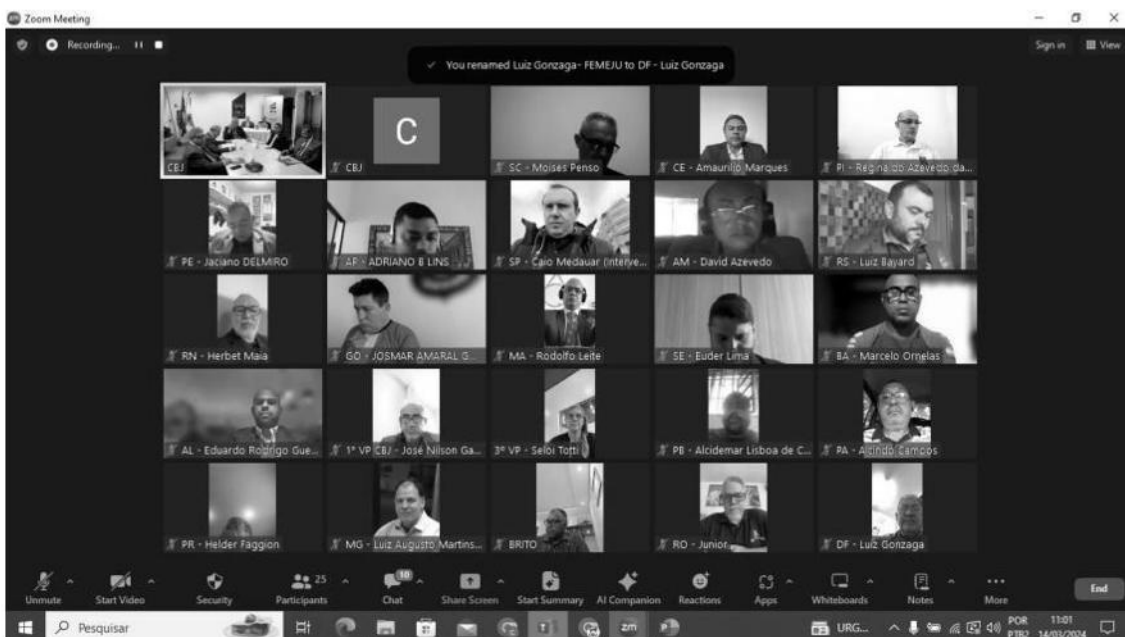 Zoom Meeting
Recording...
Sign in
View
You renamed Luiz Gonzaga- FEMEJU to DF - Luiz Gonzaga
CBJ
C
CBJ
SC - Moises Penso
CE - Amaurilio Marques
PI - Regina do Azevedo da...
PE - Jaciano DELMIRO
AP - ADRIANO B LINS
SP - Caio Medauar (Interve...
AM - David Azevedo
RS - Luiz Bayard
RN - Herbet Maia
GO - JOSMAR AMARAL G...
MA - Rodolfo Leite
SE - Euder Lima
BA - Marcelo Ornelas
AL - Eduardo Rodrigo Gue...
1º VP CBJ - José Nilson Ga...
3º VP - Seloi Totti
PB - Alcidemar Lisboa de C...
PA - Alcindo Campos
PR - Helder Faggion
MG - Luiz Augusto Martins...
BRITO
RO - Junior
DF - Luiz Gonzaga
25
10
Unmute
Start Video
Security
Participants
Chat
Share Screen
Start Summary
AI Companion
Reactions
Apps
Whiteboards
Notes
More
End
Pesquisar
zm
URG...
POR
PTB2
11:01
14/03/2024